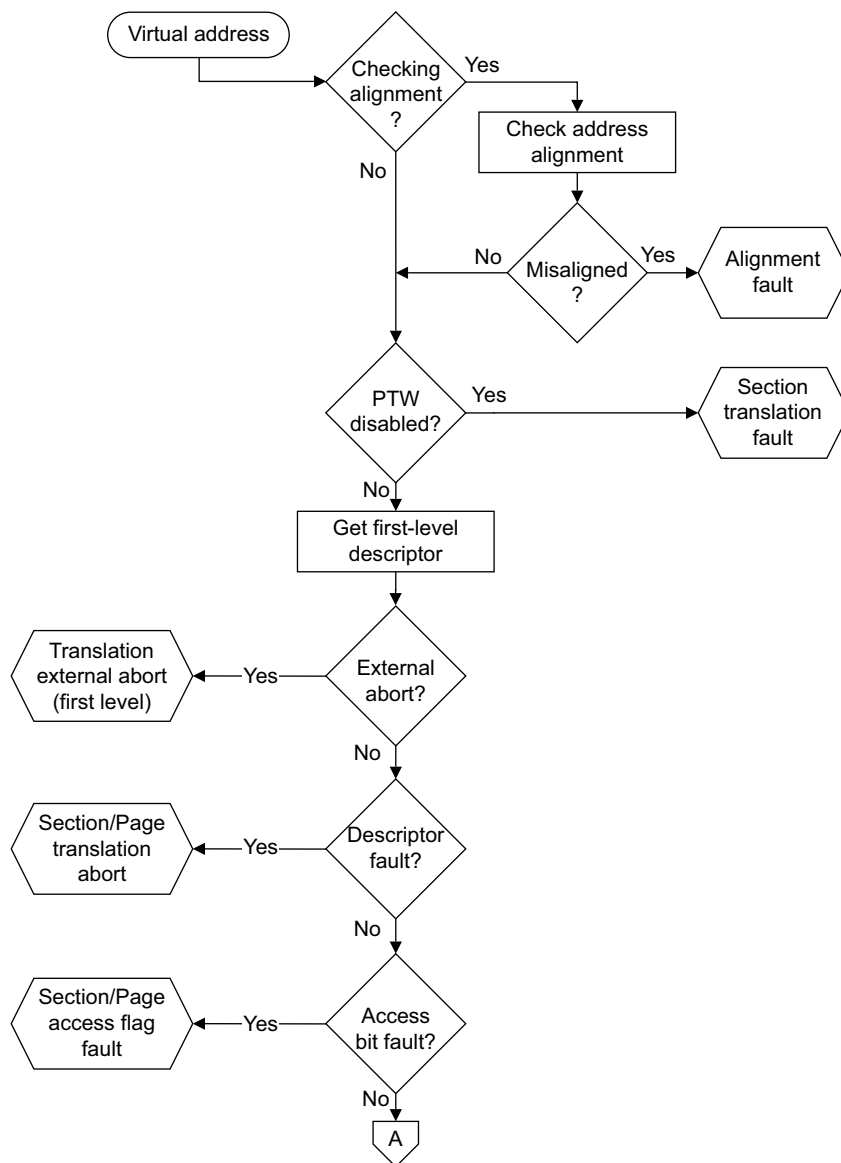 Virtual address
Checking
alignment
?
Yes
No
Check address
alignment
Misaligned
?
No
Yes
Alignment
fault
PTW
disabled?
Yes
No
Section
translation
fault
Get first-level
descriptor
External
abort?
Yes
Translation
external abort
(first level)
No
Descriptor
fault?
Yes
Section/Page
translation
abort
No
Access
bit fault?
Yes
Section/Page
access flag
fault
No
A